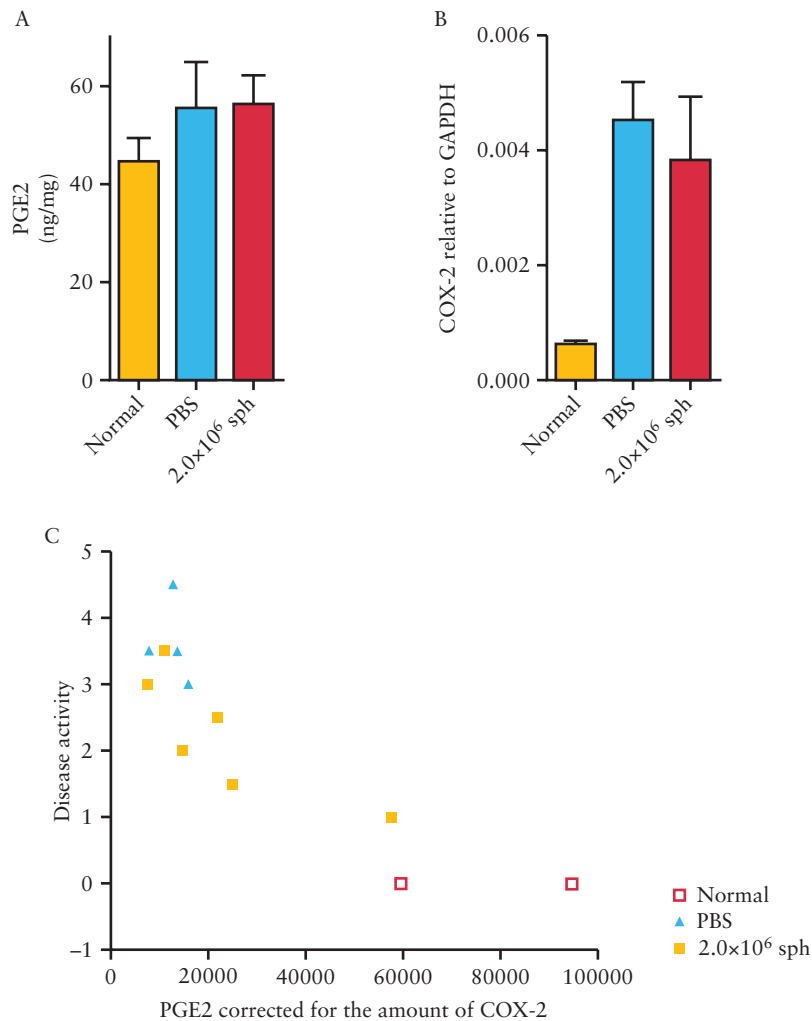 A
60
40
20
0
PGE2
(ng/mg)
Normal
PBS
2.0×10⁶ sph
B
0.006
0.004
0.002
0.000
COX-2 relative to GAPDH
Normal
PBS
2.0×10⁶ sph
C
5
4
3
2
1
0
−1
Disease activity
0 20000 40000 60000 80000 100000
PGE2 corrected for the amount of COX-2
Normal
PBS
2.0×10⁶ sph